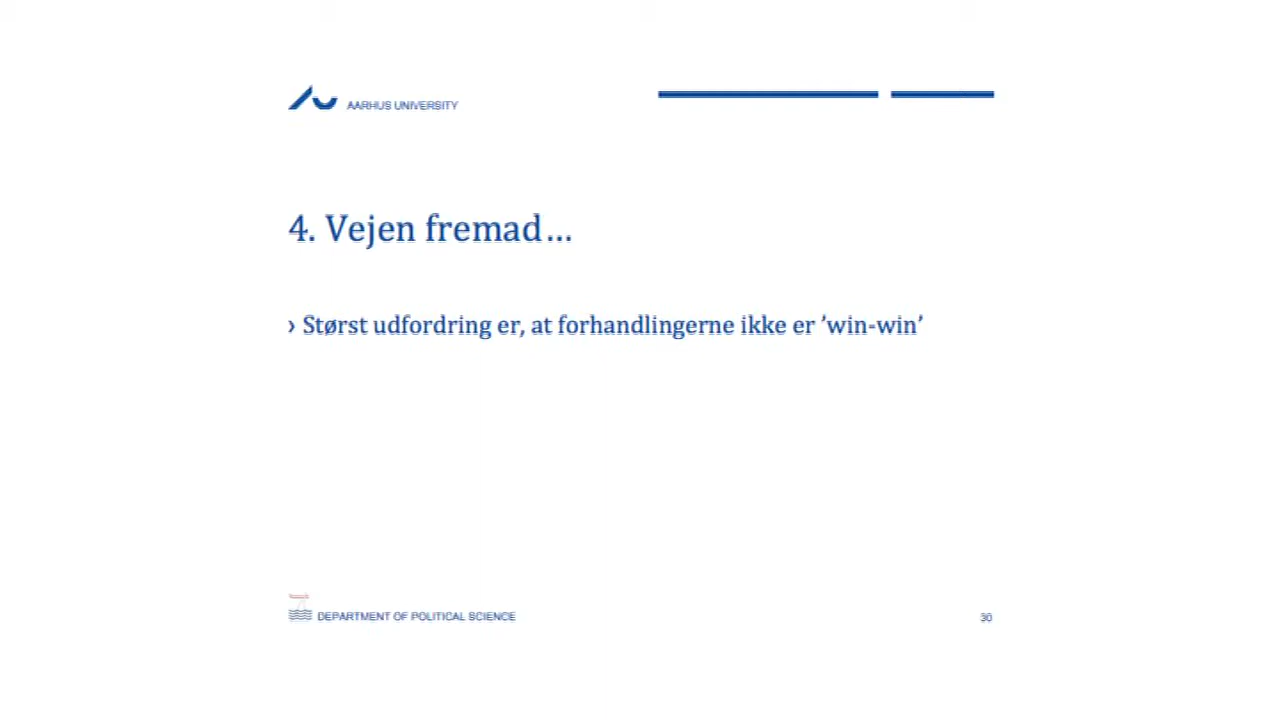 AARHUS UNIVERSITY
4. Vejen fremad…
› Størst udfordring er, at forhandlingerne ikke er ’win-win’
DEPARTMENT OF POLITICAL SCIENCE
30